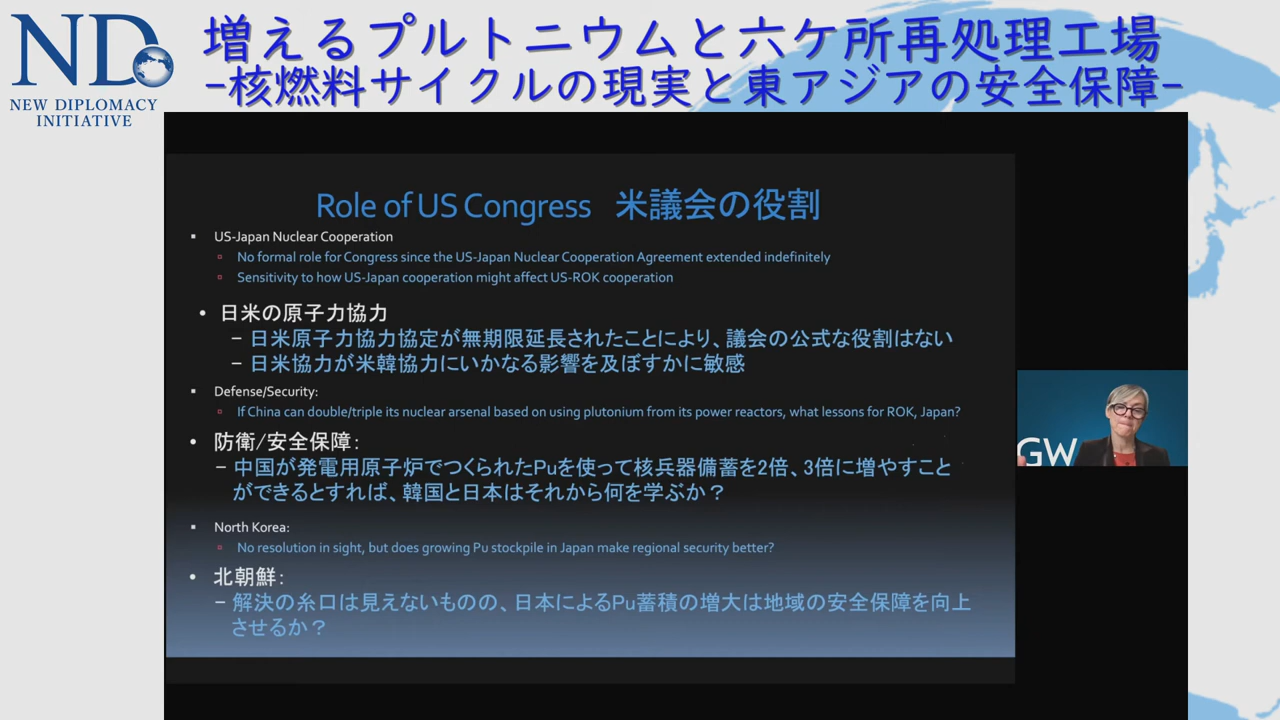 ND
NEW DIPLOMACY
INITIATIVE
増えるプルトニウムと六ケ所再処理工場
-核燃料サイクルの現実と東アジアの安全保障-
Role of US Congress 米議会の役割
▪ US-Japan Nuclear Cooperation
▫ No formal role for Congress since the US-Japan Nuclear Cooperation Agreement extended indefinitely
▫ Sensitivity to how US-Japan cooperation might affect US-ROK cooperation
• 日米の原子力協力
– 日米原子力協力協定が無期限延長されたことにより、議会の公式な役割はない
– 日米協力が米韓協力にいかなる影響を及ぼすかに敏感
▪ Defense/Security:
▫ If China can double/triple its nuclear arsenal based on using plutonium from its power reactors, what lessons for ROK, Japan?
• 防衛/安全保障：
– 中国が発電用原子炉でつくられたPuを使って核兵器備蓄を2倍、3倍に増やすこと
ができるとすれば、韓国と日本はそれから何を学ぶか？
▪ North Korea:
▫ No resolution in sight, but does growing Pu stockpile in Japan make regional security better?
• 北朝鮮：
– 解決の糸口は見えないものの、日本によるPu蓄積の増大は地域の安全保障を向上
させるか？
GW